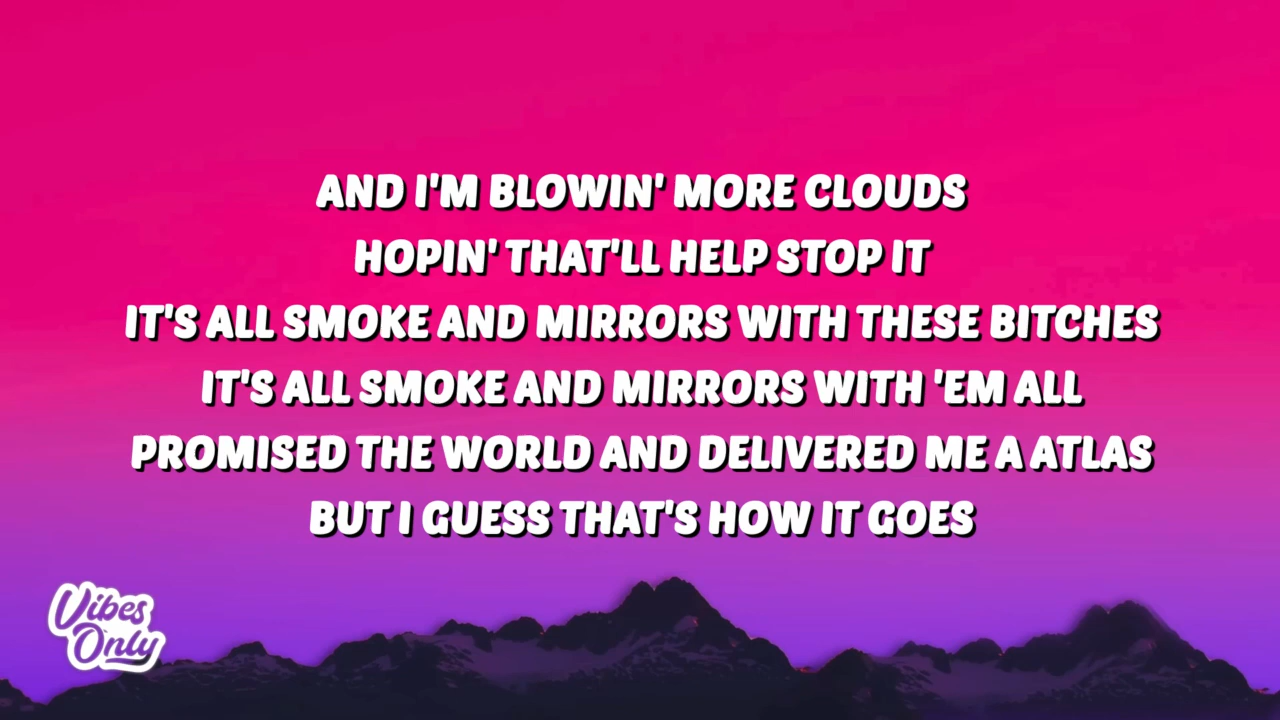 AND I'M BLOWIN' MORE CLOUDS
HOPIN' THAT'LL HELP STOP IT
IT'S ALL SMOKE AND MIRRORS WITH THESE BITCHES
IT'S ALL SMOKE AND MIRRORS WITH 'EM ALL
PROMISED THE WORLD AND DELIVERED ME A ATLAS
BUT I GUESS THAT'S HOW IT GOES
Vibes
Only